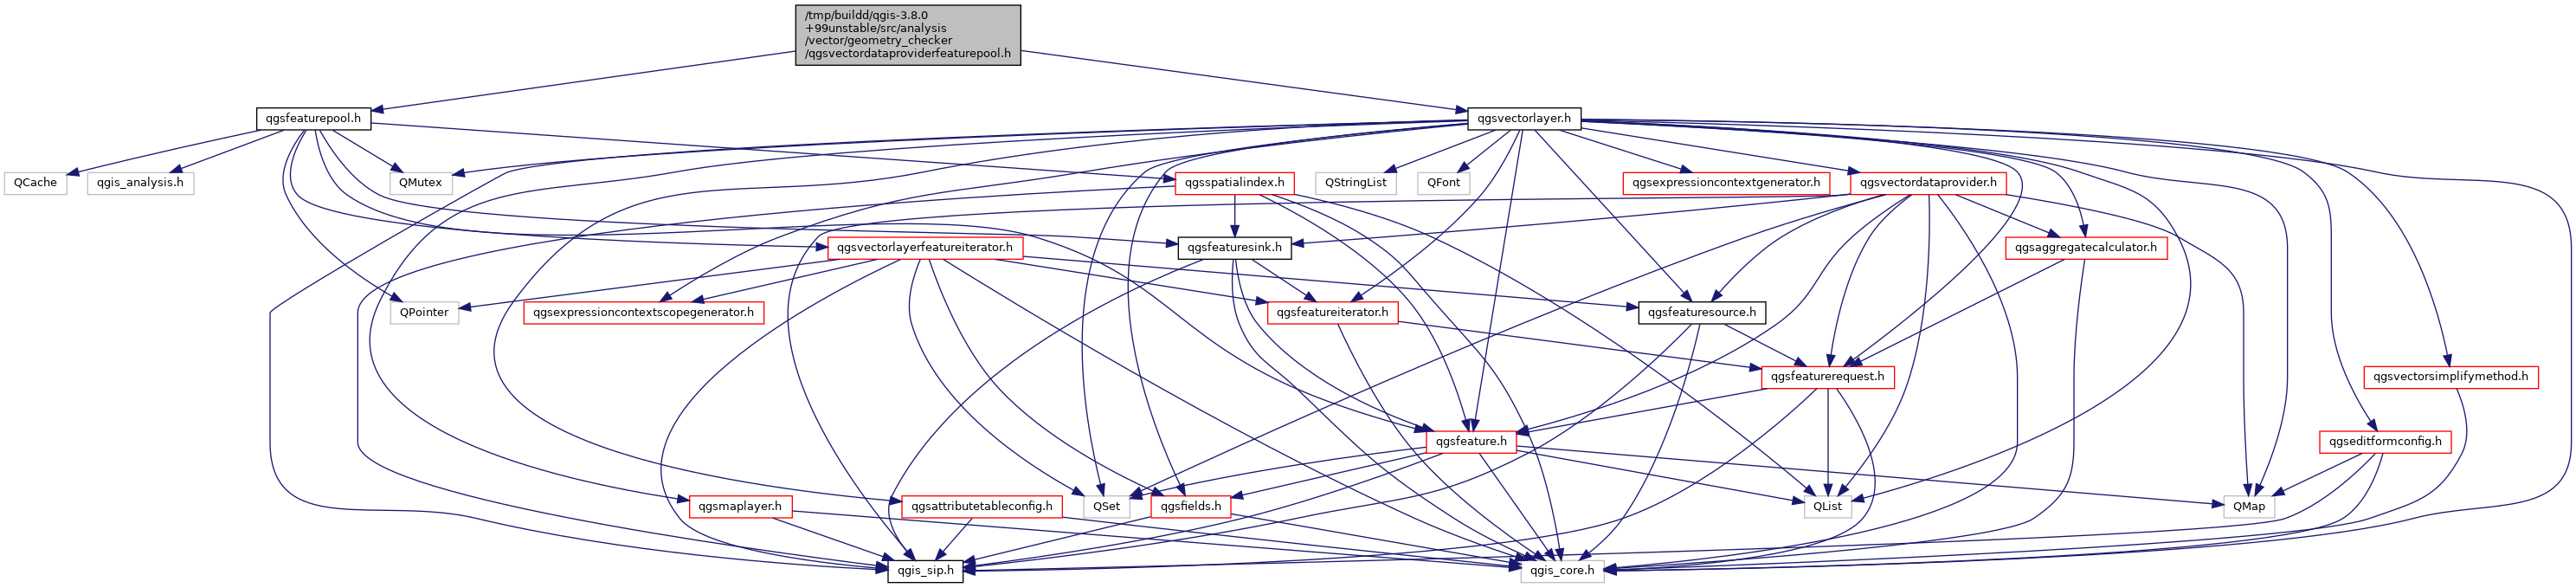 /tmp/buildd/qgis-3.8.0
+99unstable/src/analysis
/vector/geometry_checker
/qgsvectordataproviderfeaturepool.h
qgsfeaturepool.h
qgsvectorlayer.h
QCache
qgis_analysis.h
QMutex
qgsspatialindex.h
QStringList
QFont
qgsexpressioncontextgenerator.h
qgsvectordataprovider.h
qgsvectorlayerfeatureiterator.h
qgsfeaturesink.h
qgsaggregatecalculator.h
QPointer
qgsexpressioncontextscopegenerator.h
qgsfeatureiterator.h
qgsfeaturesource.h
qgsfeaturerequest.h
qgsvectorsimplifymethod.h
qgsfeature.h
qgseditformconfig.h
qgsmaplayer.h
qgsattributetableconfig.h
QSet
qgsfields.h
QList
QMap
qgis_sip.h
qgis_core.h